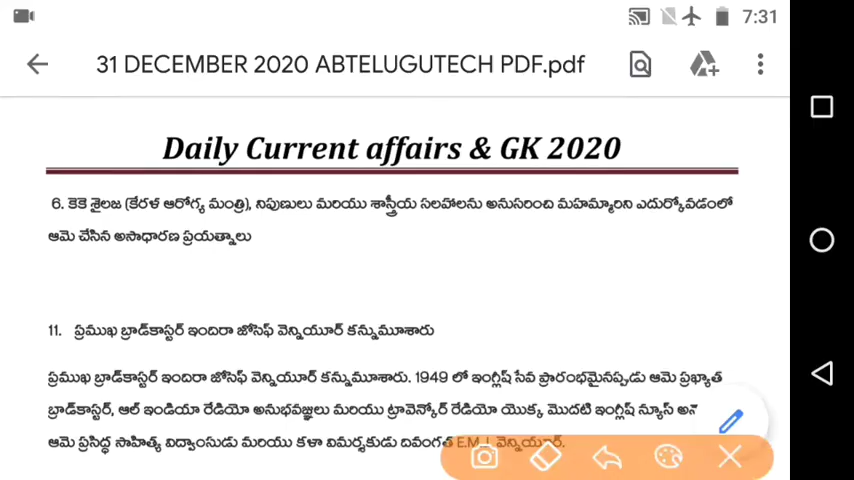 7:31
31 DECEMBER 2020 ABTELUGUTECH PDF.pdf
Daily Current affairs & GK 2020
6. కెకె శైలజ (కేరళ ఆరోగ్య మంత్రి), నిపుణులు మరియు శాస్త్రీయ సలహాలను అనుసరించి మహమ్మారిని ఎదుర్కోవడంలో
ఆమె చేసిన అసాధారణ ప్రయత్నాలు
11. ప్రముఖ బ్రాడ్‌కాస్టర్ ఇందిరా జోసెఫ్ వెన్నియూర్ కన్నుమూశారు
ప్రముఖ బ్రాడ్‌కాస్టర్ ఇందిరా జోసెఫ్ వెన్నియూర్ కన్నుమూశారు. 1949 లో ఇంగ్లీష్ సేవ ప్రారంభమైనప్పుడు ఆమె ప్రఖ్యాత
బ్రాడ్‌కాస్టర్, ఆల్ ఇండియా రేడియో అనుభవజ్ఞులు మరియు ట్రావెన్కోర్ రేడియో యొక్క మొదటి ఇంగ్లీష్ న్యూస్
ఆమె ప్రసిద్ధ సాహిత్య విద్వాంసుడు మరియు కళా విమర్శకుడు దివంగత E.M.J. వెన్నియూర్.